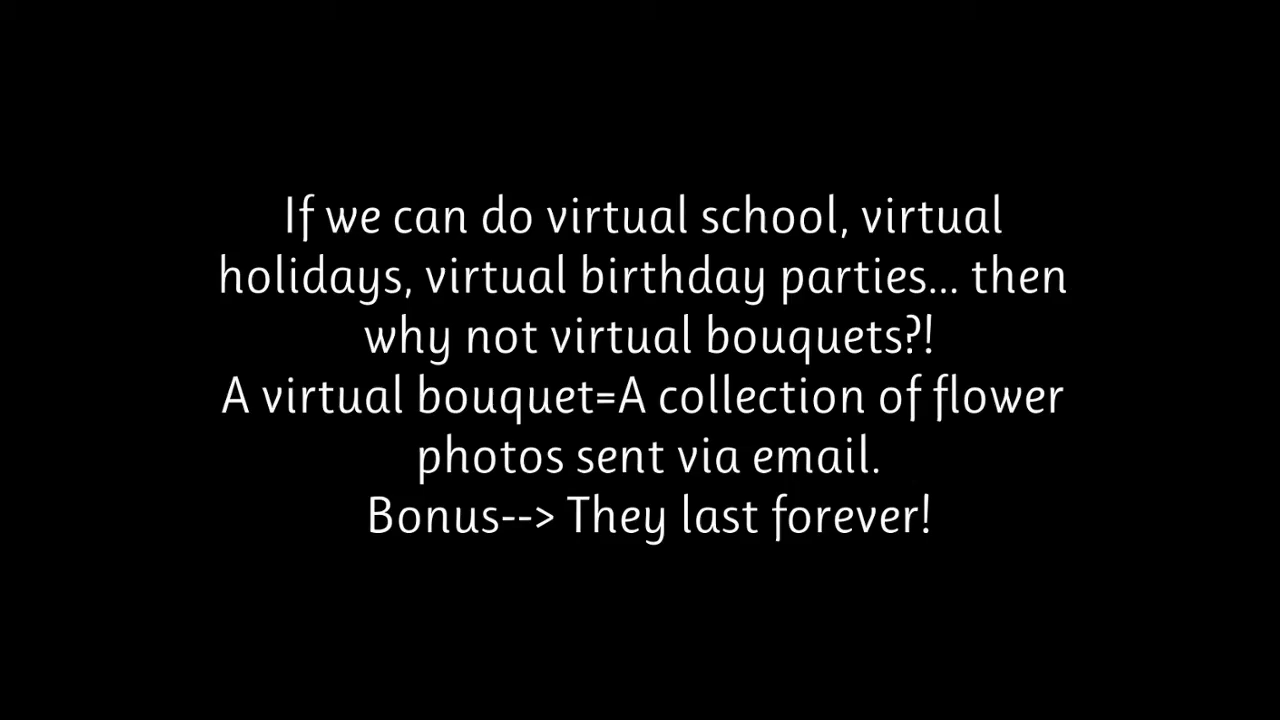 If we can do virtual school, virtual
holidays, virtual birthday parties... then
why not virtual bouquets?!
A virtual bouquet=A collection of flower
photos sent via email.
Bonus--> They last forever!